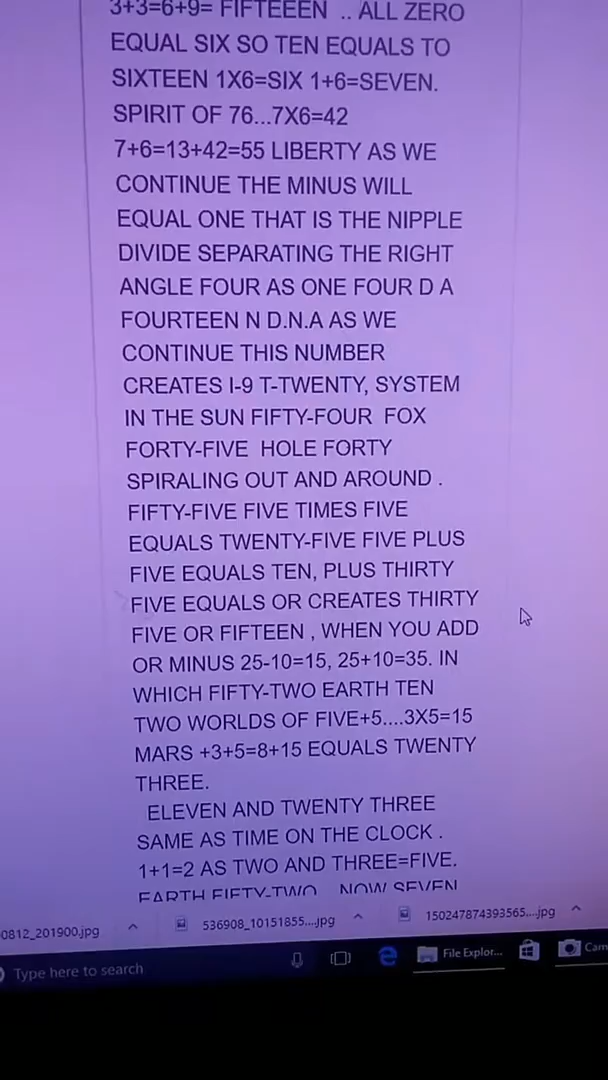 3+3=6+9= FIFTEEEN .. ALL ZERO
EQUAL SIX SO TEN EQUALS TO
SIXTEEN 1X6=SIX 1+6=SEVEN.
SPIRIT OF 76...7X6=42
7+6=13+42=55 LIBERTY AS WE
CONTINUE THE MINUS WILL
EQUAL ONE THAT IS THE NIPPLE
DIVIDE SEPARATING THE RIGHT
ANGLE FOUR AS ONE FOUR D A
FOURTEEN N D.N.A AS WE
CONTINUE THIS NUMBER
CREATES I-9 T-TWENTY, SYSTEM
IN THE SUN FIFTY-FOUR FOX
FORTY-FIVE HOLE FORTY
SPIRALING OUT AND AROUND .
FIFTY-FIVE FIVE TIMES FIVE
EQUALS TWENTY-FIVE FIVE PLUS
FIVE EQUALS TEN, PLUS THIRTY
FIVE EQUALS OR CREATES THIRTY
FIVE OR FIFTEEN , WHEN YOU ADD
OR MINUS 25-10=15, 25+10=35. IN
WHICH FIFTY-TWO EARTH TEN
TWO WORLDS OF FIVE+5....3X5=15
MARS +3+5=8+15 EQUALS TWENTY
THREE.
ELEVEN AND TWENTY THREE
SAME AS TIME ON THE CLOCK .
1+1=2 AS TWO AND THREE=FIVE.
EARTH FIFTY-TWO NOW SEVEN
0812_201900.jpg 536908_10151855....jpg 150247874393565....jpg
Type here to search File Explor... Cam